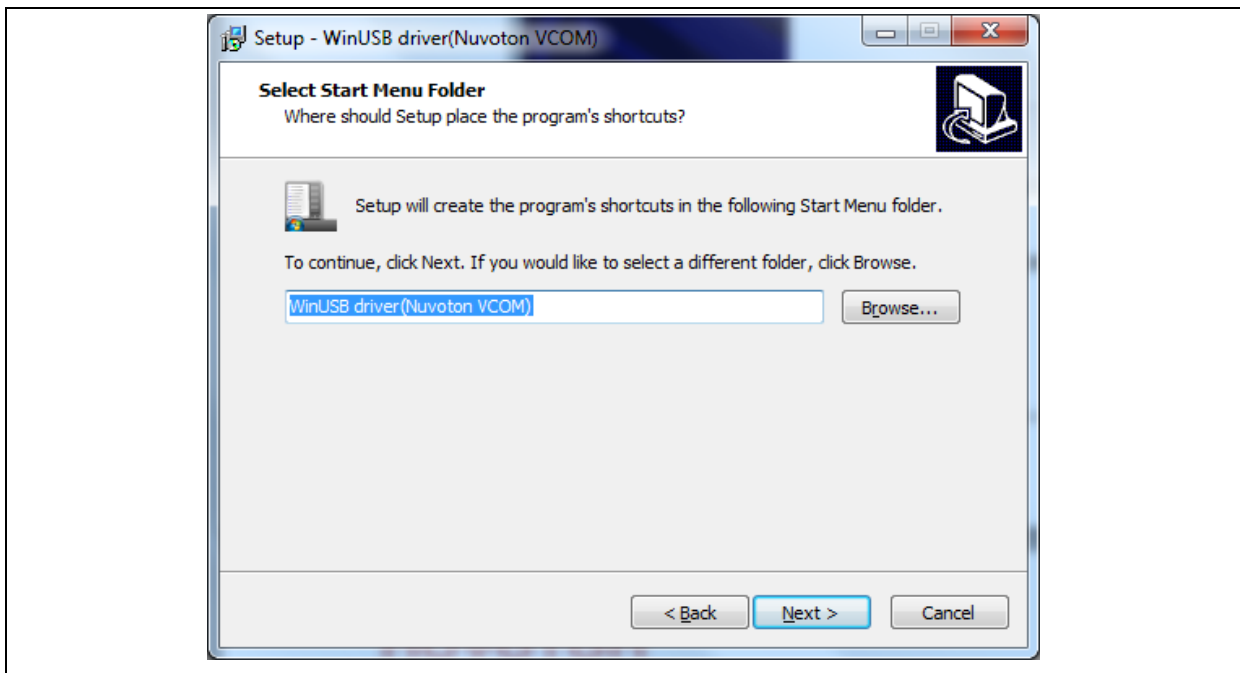 Setup - WinUSB driver(Nuvoton VCOM)
Select Start Menu Folder
Where should Setup place the program's shortcuts?
Setup will create the program's shortcuts in the following Start Menu folder.
To continue, click Next. If you would like to select a different folder, click Browse.
WinUSB driver(Nuvoton VCOM)
Browse...
< Back
Next >
Cancel